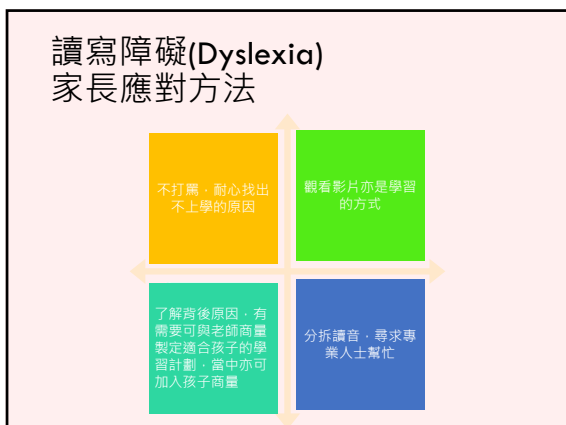 讀寫障礙(Dyslexia)
家長應對方法
不打罵，耐心找出
不上學的原因
觀看影片亦是學習
的方式
了解背後原因，有
需要可與老師商量
製定適合孩子的學
習計劃，當中亦可
加入孩子商量
分拆讀音，尋求專
業人士幫忙